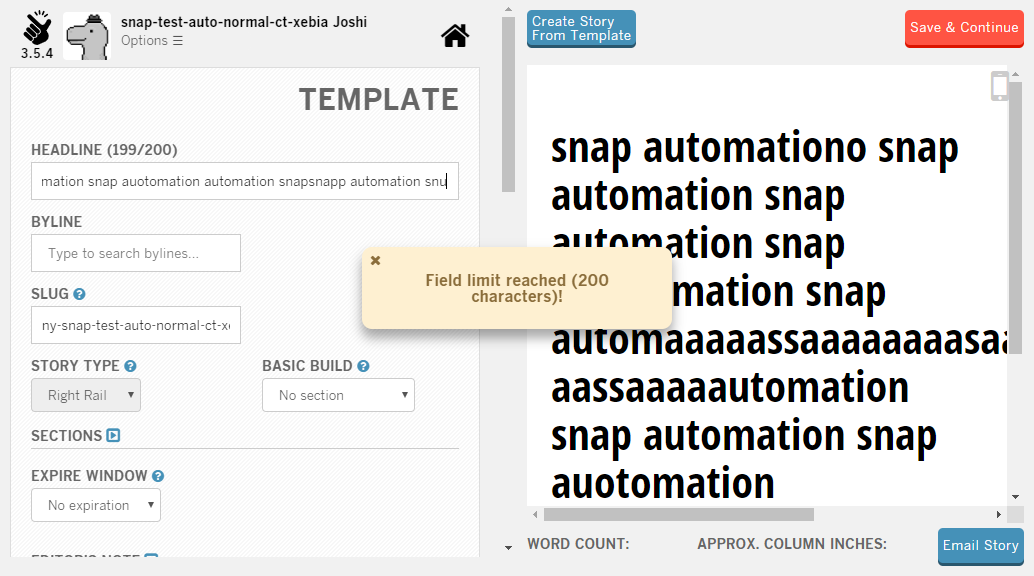 snap-test-auto-normal-ct-xebia Joshi
Options ☰
3.5.4
Create Story
From Template
Save & Continue
TEMPLATE
HEADLINE (199/200)
mation snap auotomation automation snapsnapp automation snu
BYLINE
Type to search bylines...
SLUG
ny-snap-test-auto-normal-ct-x
STORY TYPE
BASIC BUILD
Right Rail
No section
SECTIONS
EXPIRE WINDOW
No expiration
EDITOR'S NOTE
Field limit reached (200
characters)!
snap automationo snap
automation snap
automation snap
mation snap
automaaaaassaaaaaaaasa
aassaaaaautomation
snap automation snap
auotomation
WORD COUNT:
APPROX. COLUMN INCHES:
Email Story